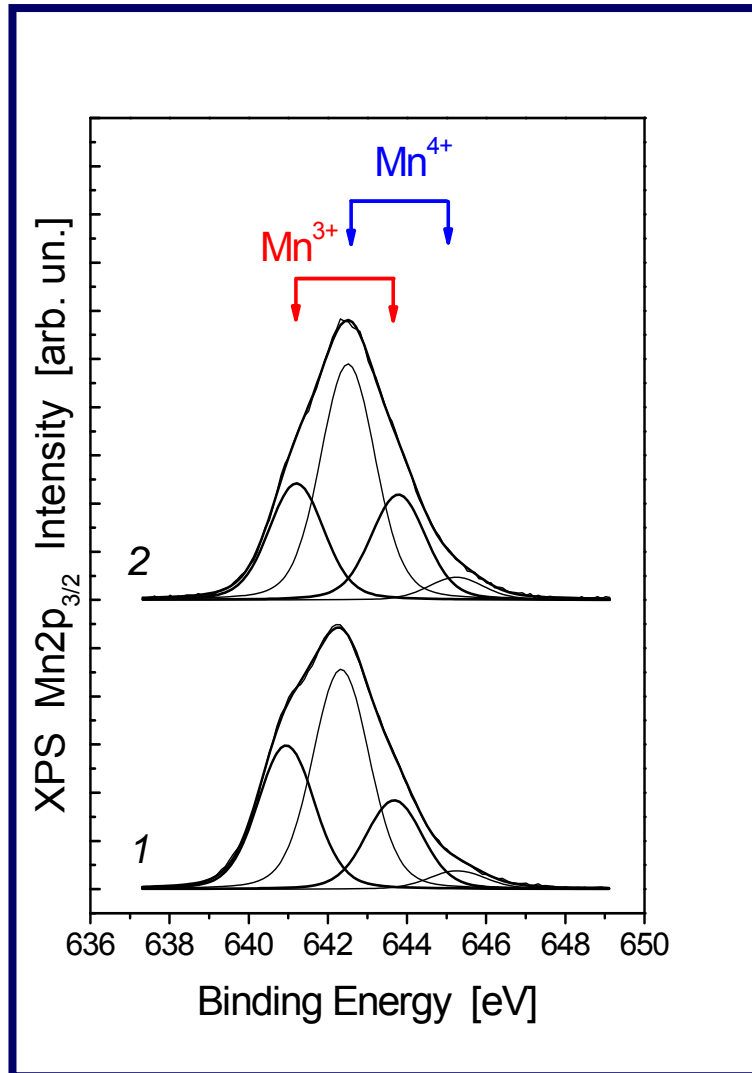 Mn4+
Mn3+
XPS Mn2p3/2 Intensity [arb. un.]
2
1
636 638 640 642 644 646 648 650
Binding Energy [eV]